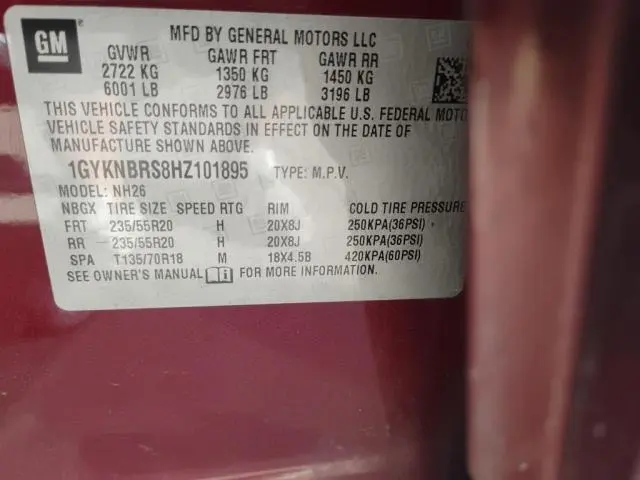 GM
MFD BY GENERAL MOTORS LLC
GVWR GAWR FRT GAWR RR
2722 KG 1350 KG 1450 KG
6001 LB 2976 LB 3196 LB
THIS VEHICLE CONFORMS TO ALL APPLICABLE U.S. FEDERAL MOTO
VEHICLE SAFETY STANDARDS IN EFFECT ON THE DATE OF
MANUFACTURE SHOWN ABOVE.
1GYKNBRS8HZ101895 TYPE: M.P.V.
MODEL: NH26
NBGX TIRE SIZE SPEED RTG RIM COLD TIRE PRESSURE
FRT 235/55R20 H 20X8J 250KPA(36PSI)
RR 235/55R20 H 20X8J 250KPA(36PSI)
SPA T135/70R18 M 18X4.5B 420KPA(60PSI)
SEE OWNER'S MANUAL FOR MORE INFORMATION.